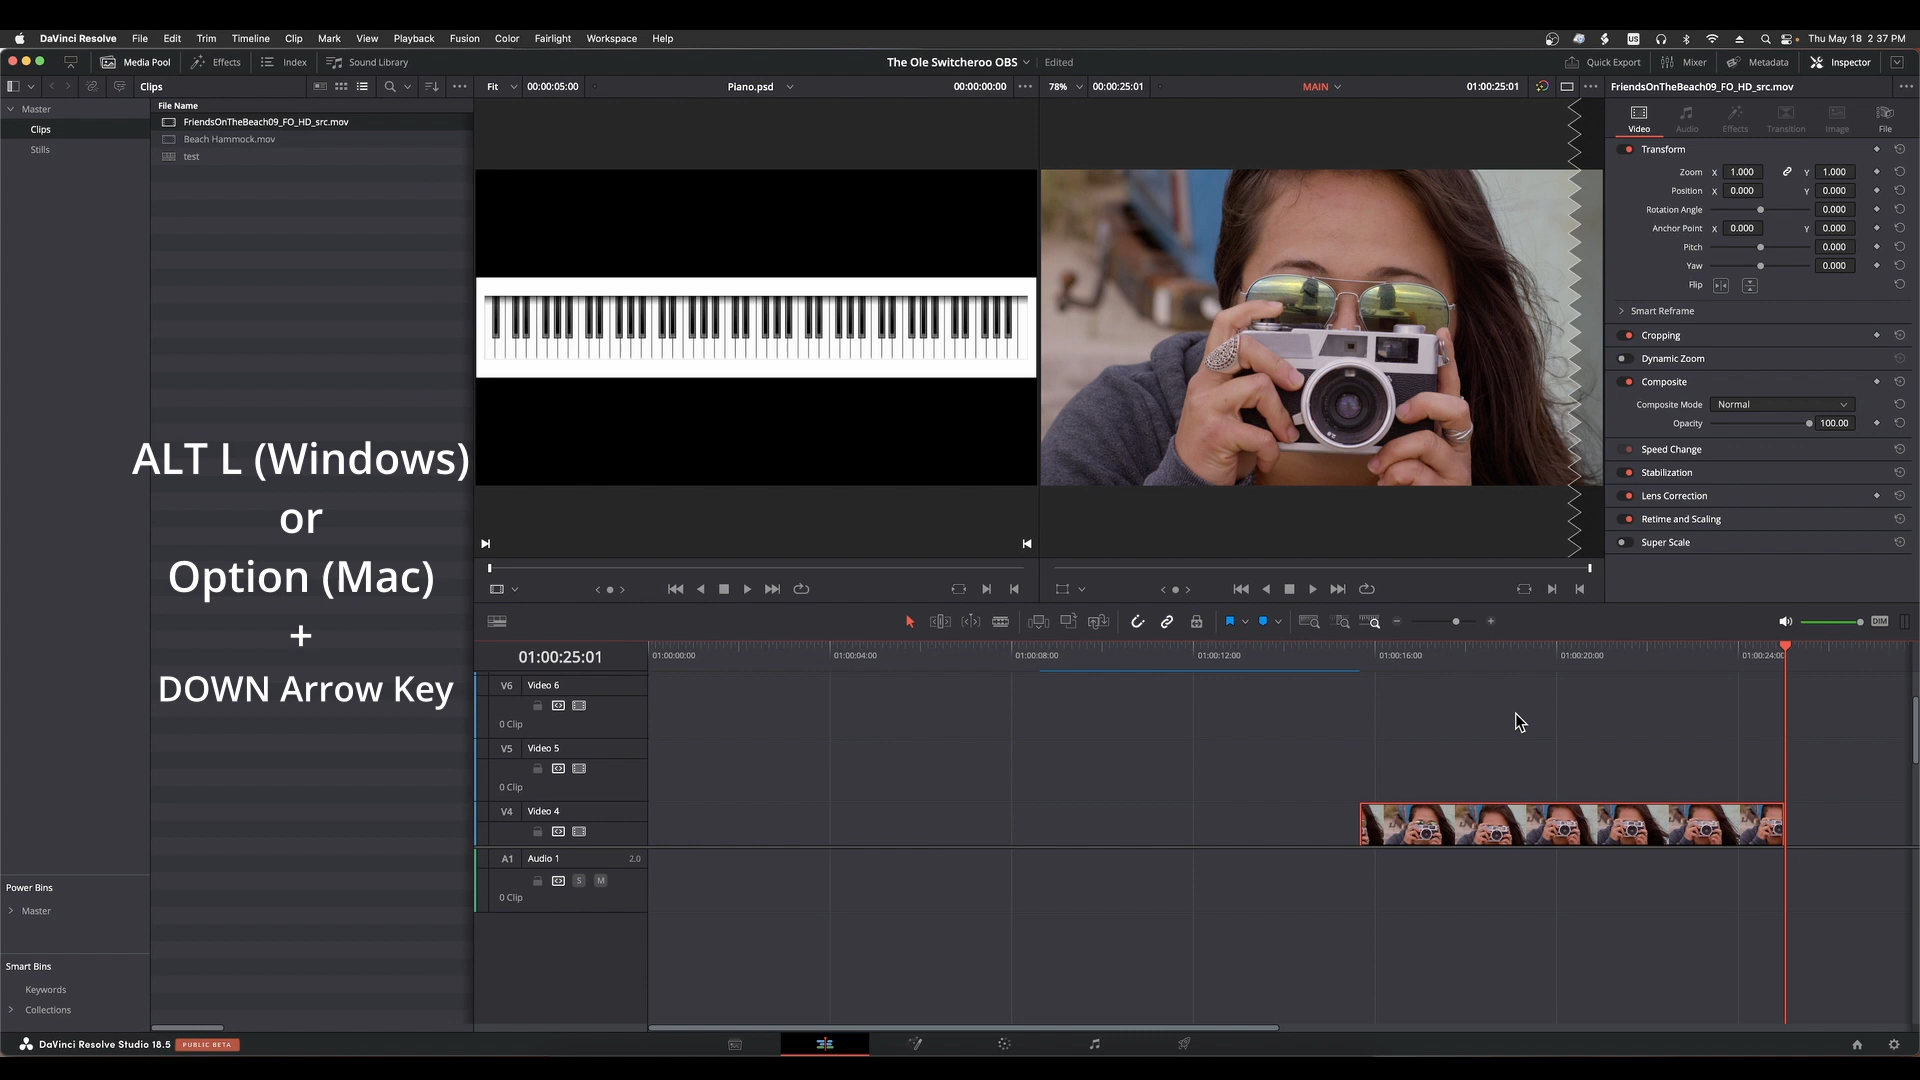 DaVinci Resolve File Edit Trim Timeline Clip Mark View Playback Fusion Color Fairlight Workspace Help US Thu May 18 2:37 PM
Media Pool Effects Index Sound Library The Ole Switcheroo OBS Edited Quick Export Mixer Metadata Inspector
Clips Fit 00:00:05:00 Piano.psd 00:00:00:00 78% 00:00:25:01 MAIN 01:00:25:01 FriendsOnTheBeach09_FO_HD_src.mov
Master
Clips
Stills
File Name
FriendsOnTheBeach09_FO_HD_src.mov
Beach Hammock.mov
test
Video Audio Effects Transition Image File
Transform
Zoom X 1.000 Y 1.000
Position X 0.000 Y 0.000
Rotation Angle 0.000
Anchor Point X 0.000 Y 0.000
Pitch 0.000
Yaw 0.000
Flip
Smart Reframe
Cropping
Dynamic Zoom
Composite
Composite Mode Normal
Opacity 100.00
Speed Change
Stabilization
Lens Correction
Retime and Scaling
Super Scale
ALT L (Windows)
or
Option (Mac)
+
DOWN Arrow Key
DIM
01:00:25:01 01:00:00:00 01:00:04:00 01:00:08:00 01:00:12:00 01:00:16:00 01:00:20:00 01:00:24:00
V6 Video 6
0 Clip
V5 Video 5
0 Clip
V4 Video 4
A1 Audio 1 2.0
S M
0 Clip
Power Bins
Master
Smart Bins
Keywords
Collections
DaVinci Resolve Studio 18.5 PUBLIC BETA